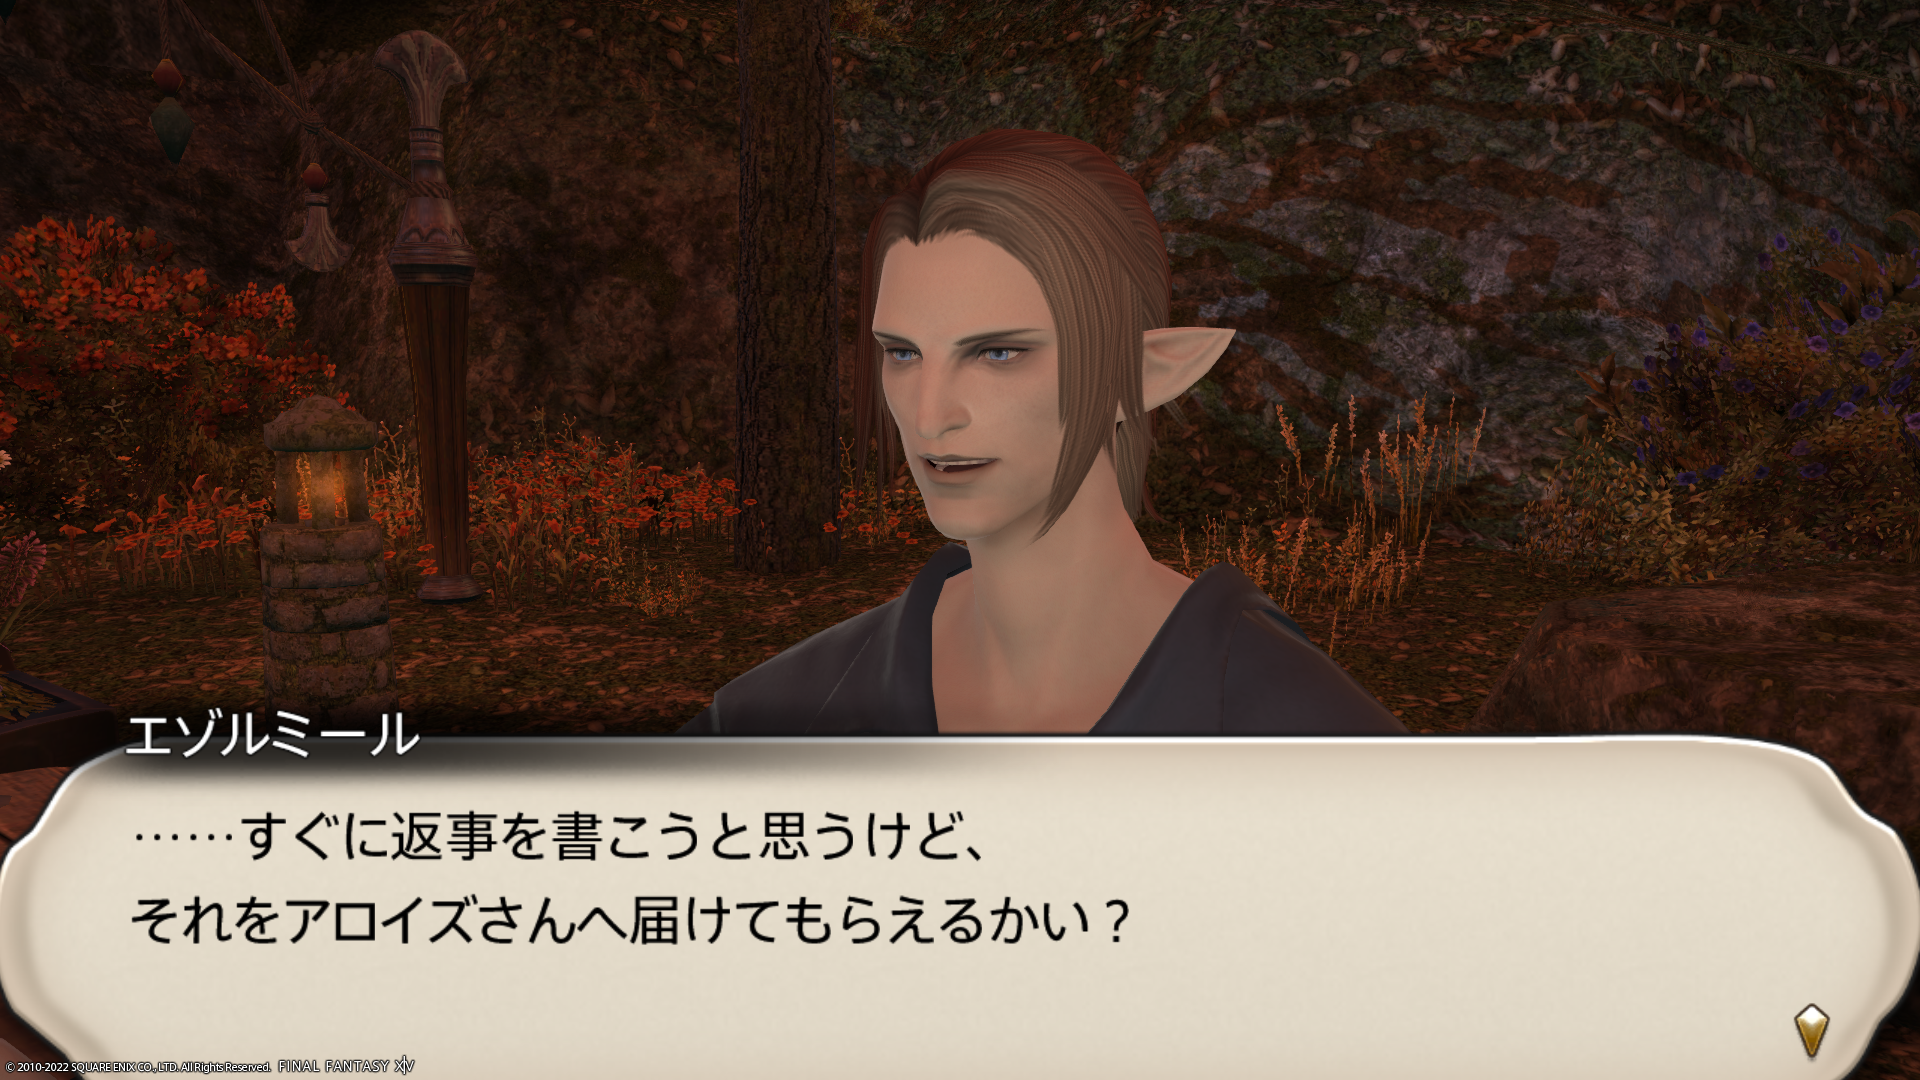 エゾルミール
……すぐに返事を書こうと思うけど、
それをアロイズさんへ届けてもらえるかい？
© 2010-2022 SQUARE ENIX CO., LTD. All Rights Reserved. FINAL FANTASY XIV